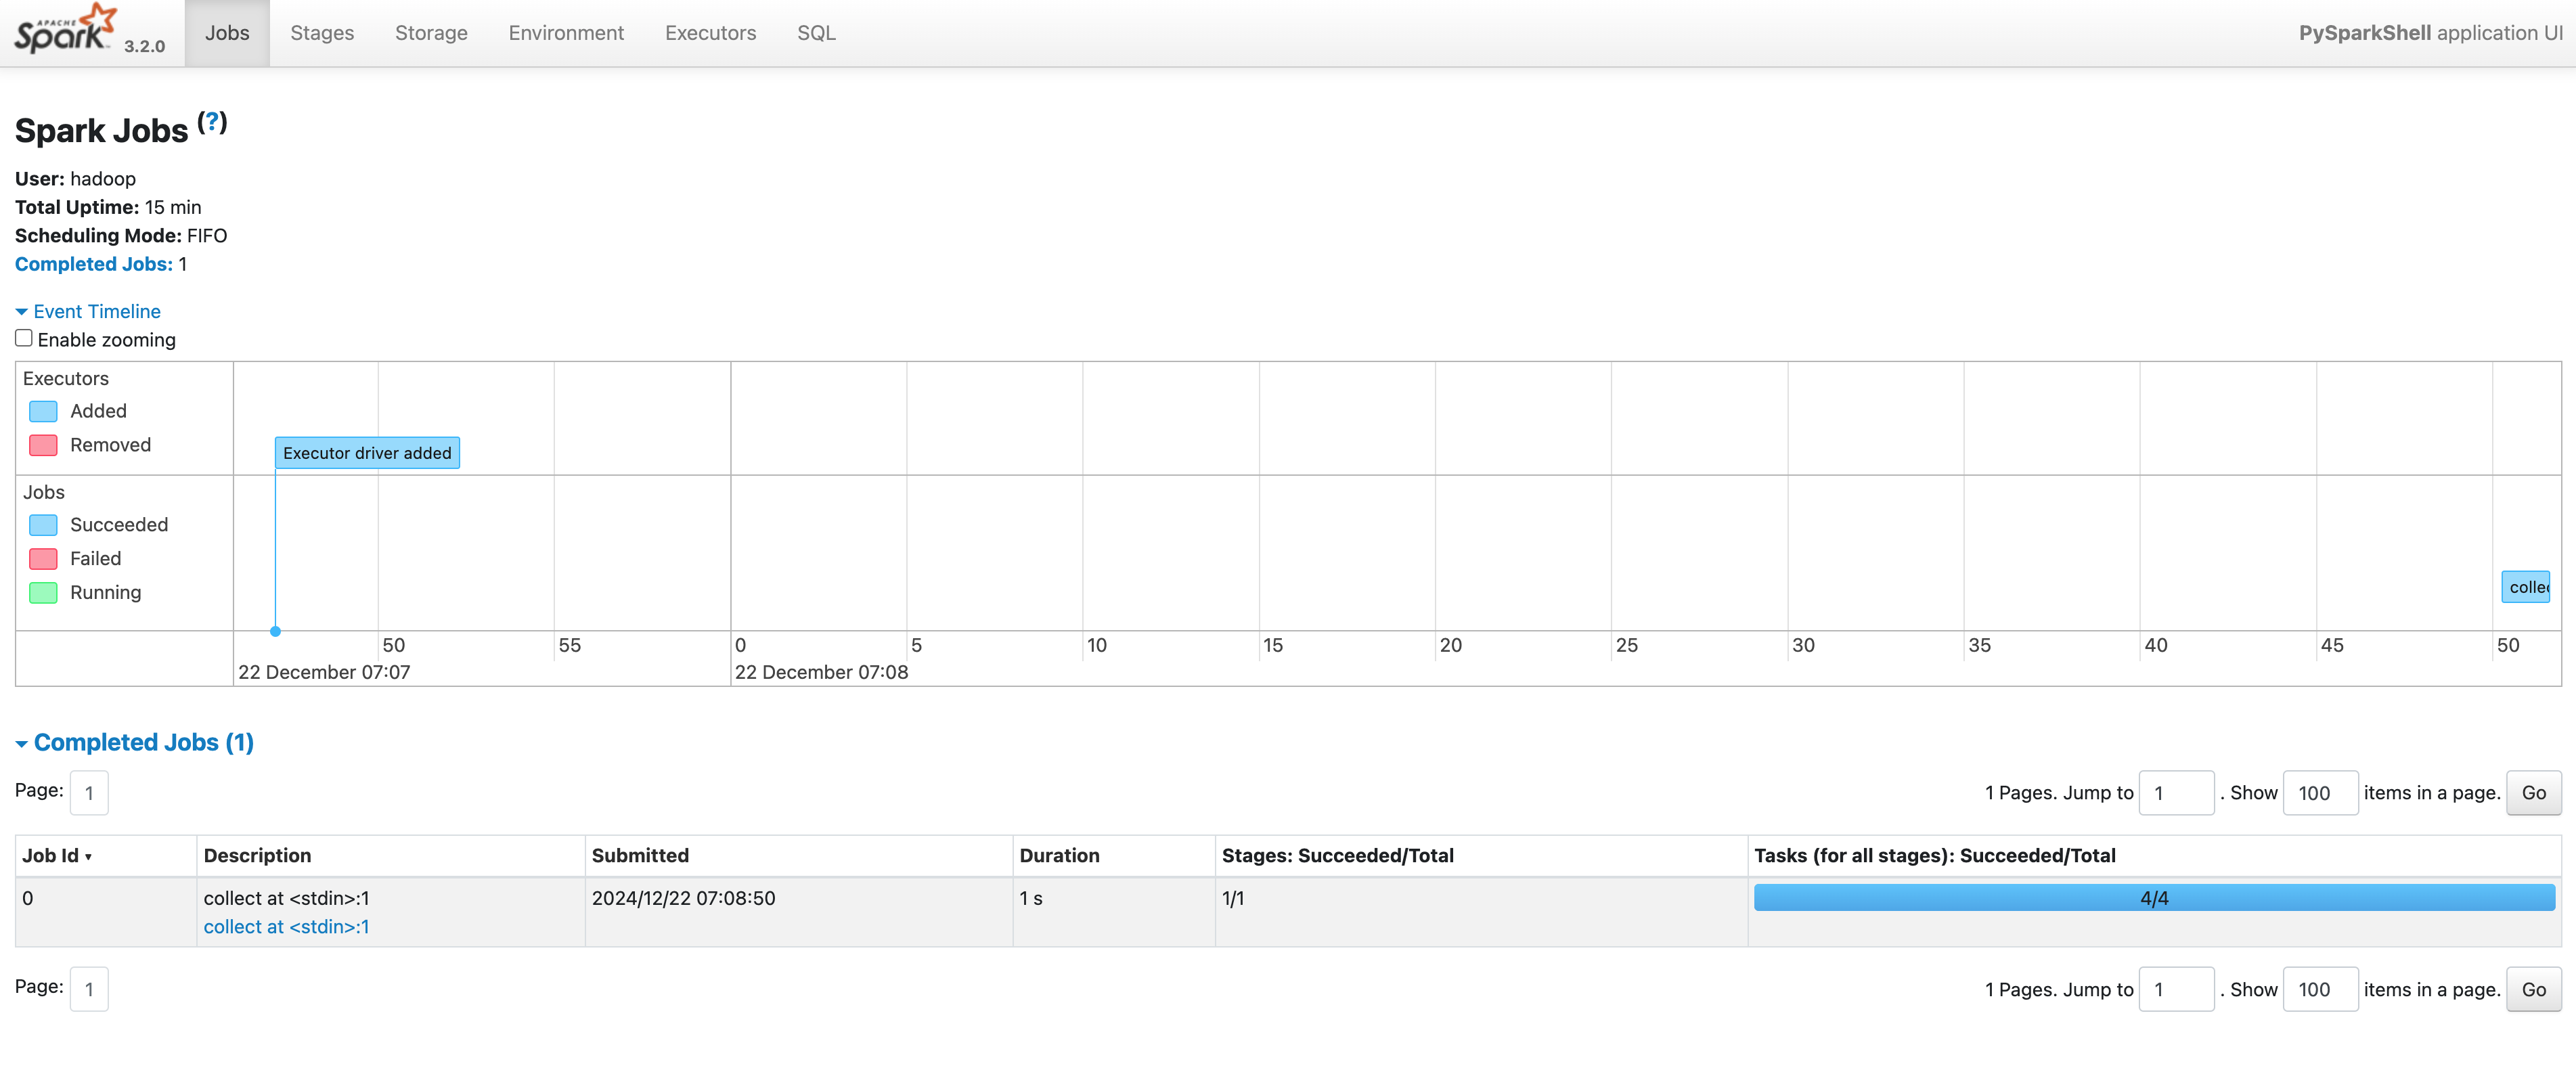 APACHE
Spark 3.2.0 Jobs Stages Storage Environment Executors SQL PySparkShell application UI
Spark Jobs (?)
User: hadoop
Total Uptime: 15 min
Scheduling Mode: FIFO
Completed Jobs: 1
Event Timeline
Enable zooming
Executors
Added
Removed
Executor driver added
Jobs
Succeeded
Failed
Running
collec
50 55 0 5 10 15 20 25 30 35 40 45 50
22 December 07:07 22 December 07:08
Completed Jobs (1)
Page: 1 1 Pages. Jump to 1 . Show 100 items in a page. Go
Job Id Description Submitted Duration Stages: Succeeded/Total Tasks (for all stages): Succeeded/Total
0 collect at <stdin>:1 2024/12/22 07:08:50 1 s 1/1 4/4
collect at <stdin>:1
Page: 1 1 Pages. Jump to 1 . Show 100 items in a page. Go